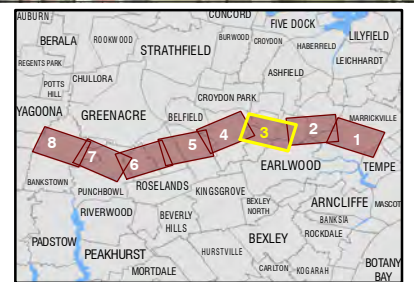 AUBURN
CONCORD
FIVE DOCK
BERALA
ROOKWOOD
BURWOOD
CROYDON
HABERFIELD
LILYFIELD
STRATHFIELD
REGENTS PARK
LEICHHARDT
ASHFIELD
CHULLORA
POTTS
HILL
CROYDON PARK
YAGOONA
GREENACRE
BELFIELD
MARRICKVILLE
8
7
6
5
4
3
2
1
EARLWOOD
TEMPE
BANKSTOWN
PUNCHBOWL
ROSELANDS
KINGSGROVE
BEXLEY
NORTH
ARNCLIFFE
MASCOT
RIVERWOOD
BEVERLY
HILLS
BANKSIA
ROCKDALE
PADSTOW
PEAKHURST
HURSTVILLE
BEXLEY
BOTANY
BAY
MORTDALE
CARLTON
KOGARAH